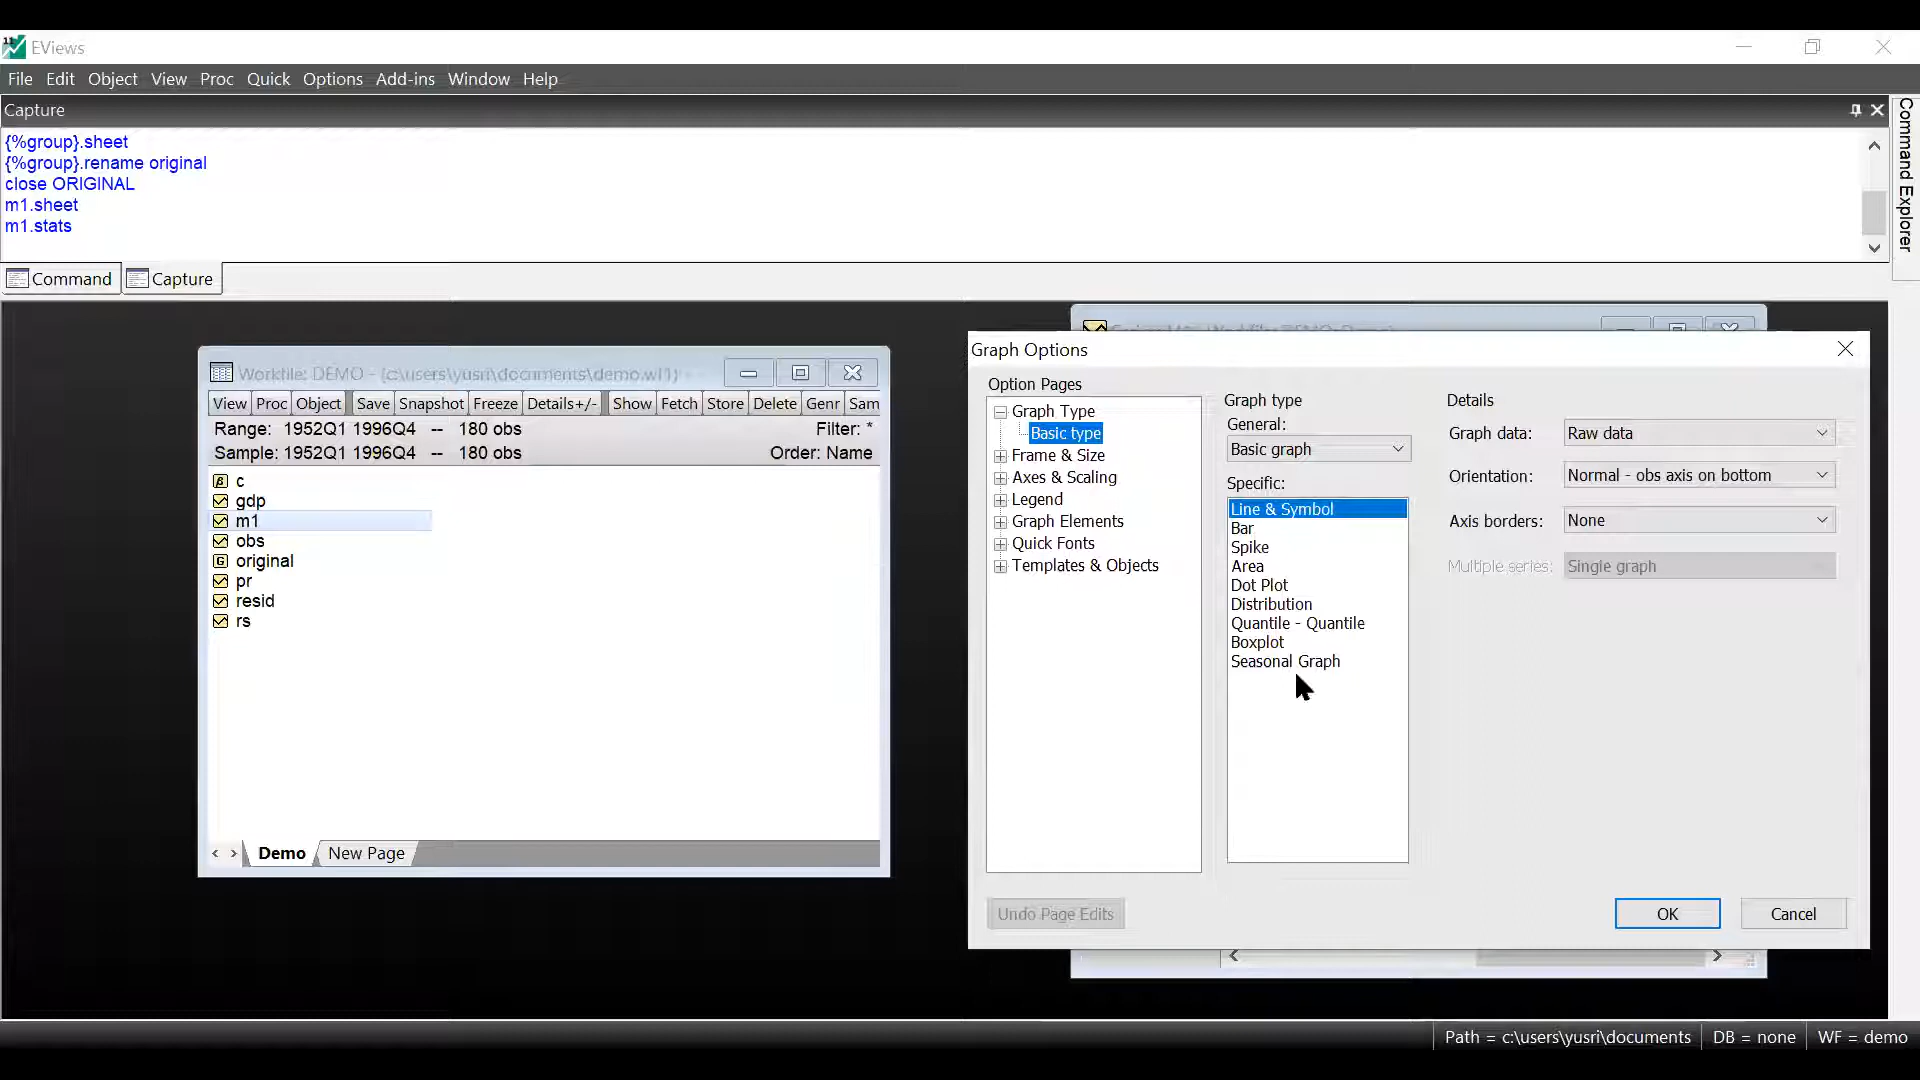 EViews
File Edit Object View Proc Quick Options Add-ins Window Help
Capture
{%group}.sheet
{%group}.rename original
close ORIGINAL
m1.sheet
m1.stats
Command Capture
Command Explorer
Workfile: DEMO - (c:\users\yusri\documents\demo.wf1)
View Proc Object Save Snapshot Freeze Details+/- Show Fetch Store Delete Genr Sam
Range: 1952Q1 1996Q4 -- 180 obs Filter: *
Sample: 1952Q1 1996Q4 -- 180 obs Order: Name
c
gdp
m1
obs
original
pr
resid
rs
Demo New Page
Graph Options
Option Pages
Graph Type
Basic type
Frame & Size
Axes & Scaling
Legend
Graph Elements
Quick Fonts
Templates & Objects
Undo Page Edits
Graph type
General:
Basic graph
Specific:
Line & Symbol
Bar
Spike
Area
Dot Plot
Distribution
Quantile - Quantile
Boxplot
Seasonal Graph
Details
Graph data: Raw data
Orientation: Normal - obs axis on bottom
Axis borders: None
Multiple series: Single graph
OK Cancel
Path = c:\users\yusri\documents DB = none WF = demo